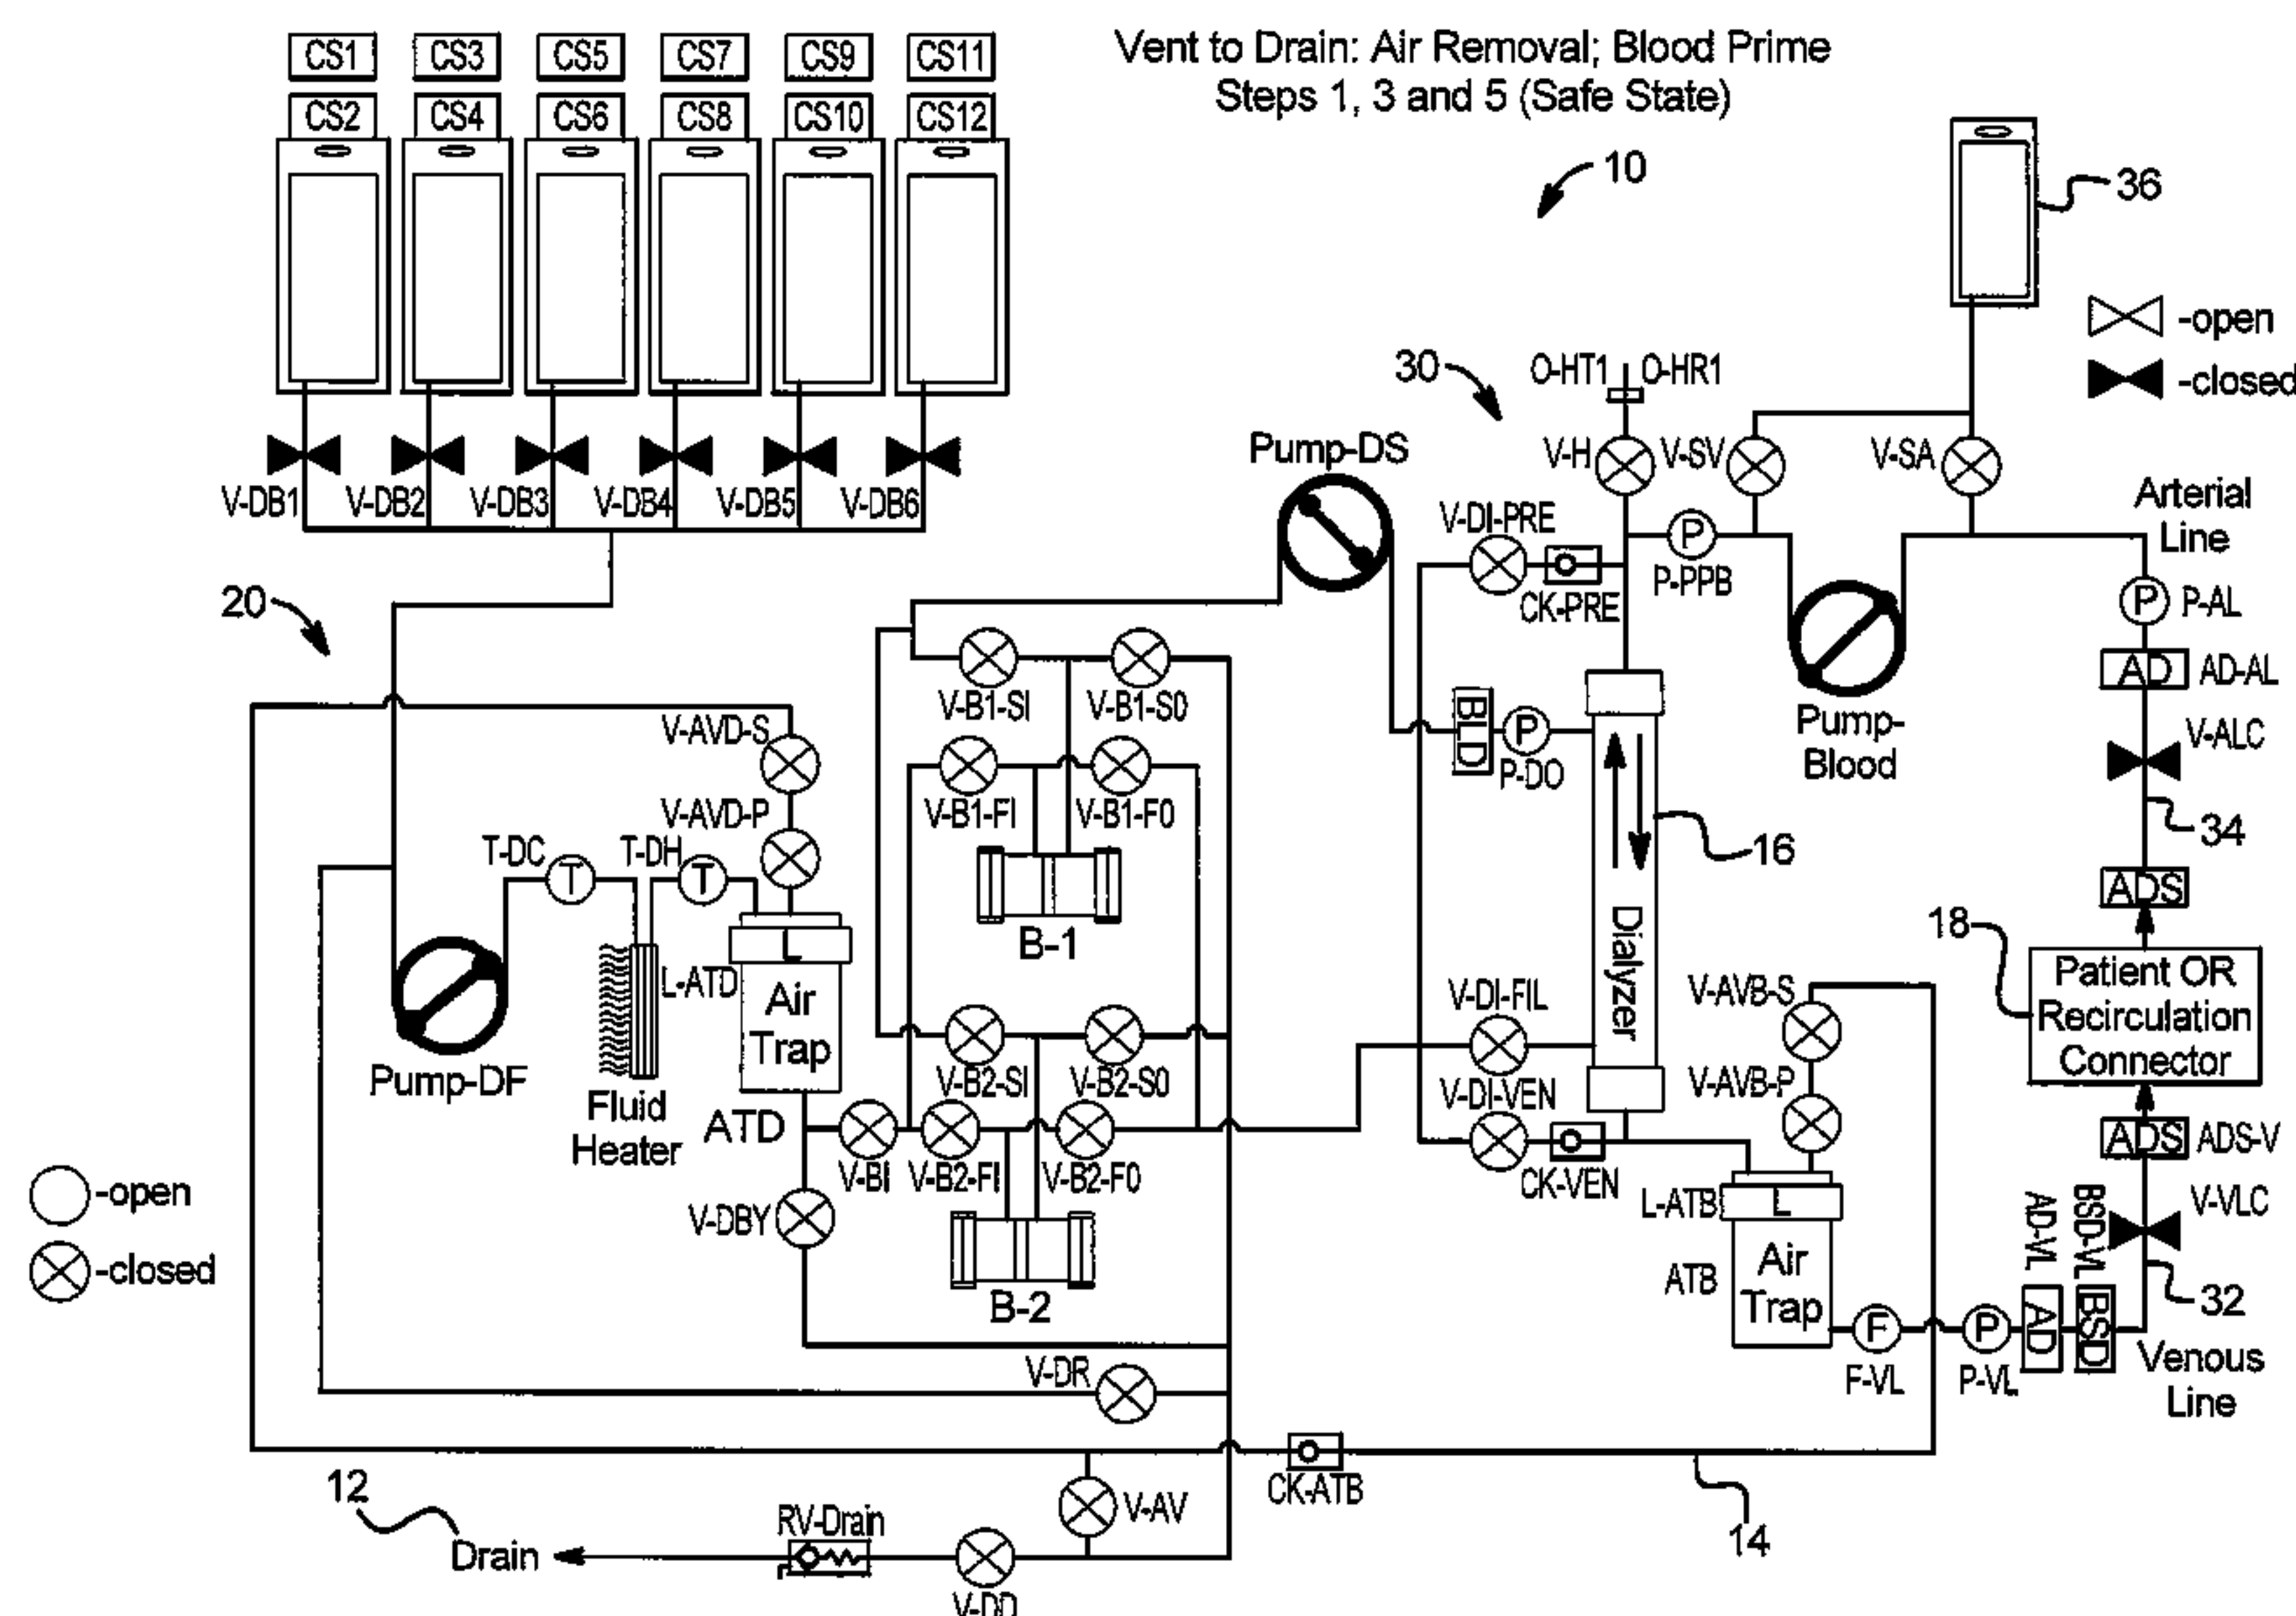 Vent to Drain: Air Removal; Blood Prime
Steps 1, 3 and 5 (Safe State)
CS1 CS3 CS5 CS7 CS9 CS11
CS2 CS4 CS6 CS8 CS10 CS12
10
36
-open
-closed
30
O-HT1 O-HR1
V-DB1 V-DB2 V-DB3 V-DB4 V-DB5 V-DB6
Pump-DS
V-H
V-SV
V-SA
V-DI-PRE
CK-PRE
P
P-PPB
Arterial
Line
P
P-AL
AD
AD-AL
V-ALC
34
ADS
Pump-
Blood
20
V-B1-SI
V-B1-S0
V-AVD-S
V-AVD-P
V-B1-FI
V-B1-F0
BLD
P
P-DO
16
Dialyzer
T-DC
T
T-DH
T
L
L-ATD
Air
Trap
ATD
Pump-DF
Fluid
Heater
B-1
V-B2-SI
V-B2-S0
V-BI
V-B2-FI
V-B2-F0
V-DBY
B-2
18
Patient OR
Recirculation
Connector
V-DI-FIL
V-DI-VEN
CK-VEN
V-AVB-S
V-AVB-P
L-ATB
L
ATB
Air
Trap
ADS
ADS-V
V-VLC
32
AD-VL
BSD-VL
F
F-VL
P
P-VL
AD
BSD
Venous
Line
-open
-closed
V-DR
CK-ATB
14
V-AV
12
Drain
RV-Drain
V-DD